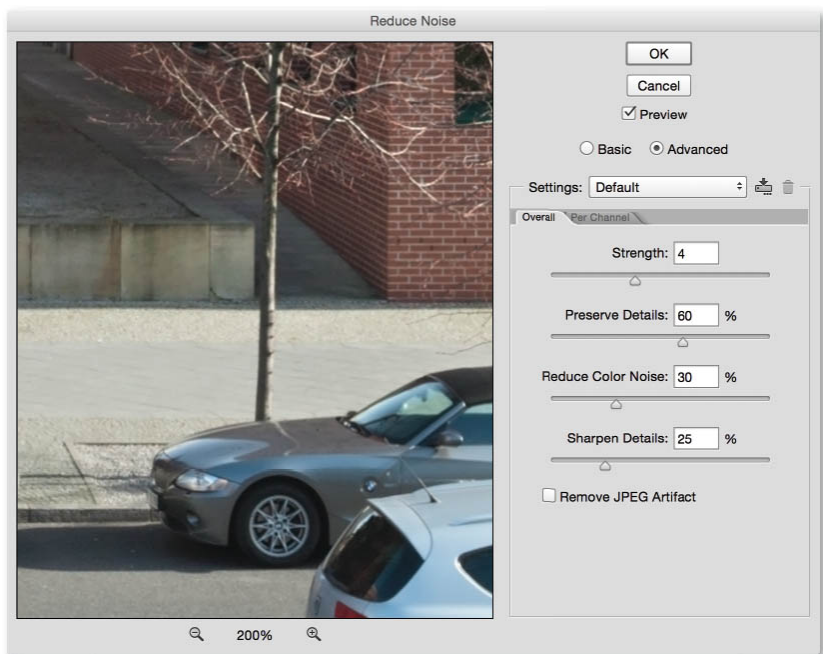 Reduce Noise
OK
Cancel
Preview
Basic Advanced
Settings: Default
Overall Per Channel
Strength: 4
Preserve Details: 60 %
Reduce Color Noise: 30 %
Sharpen Details: 25 %
Remove JPEG Artifact
200%